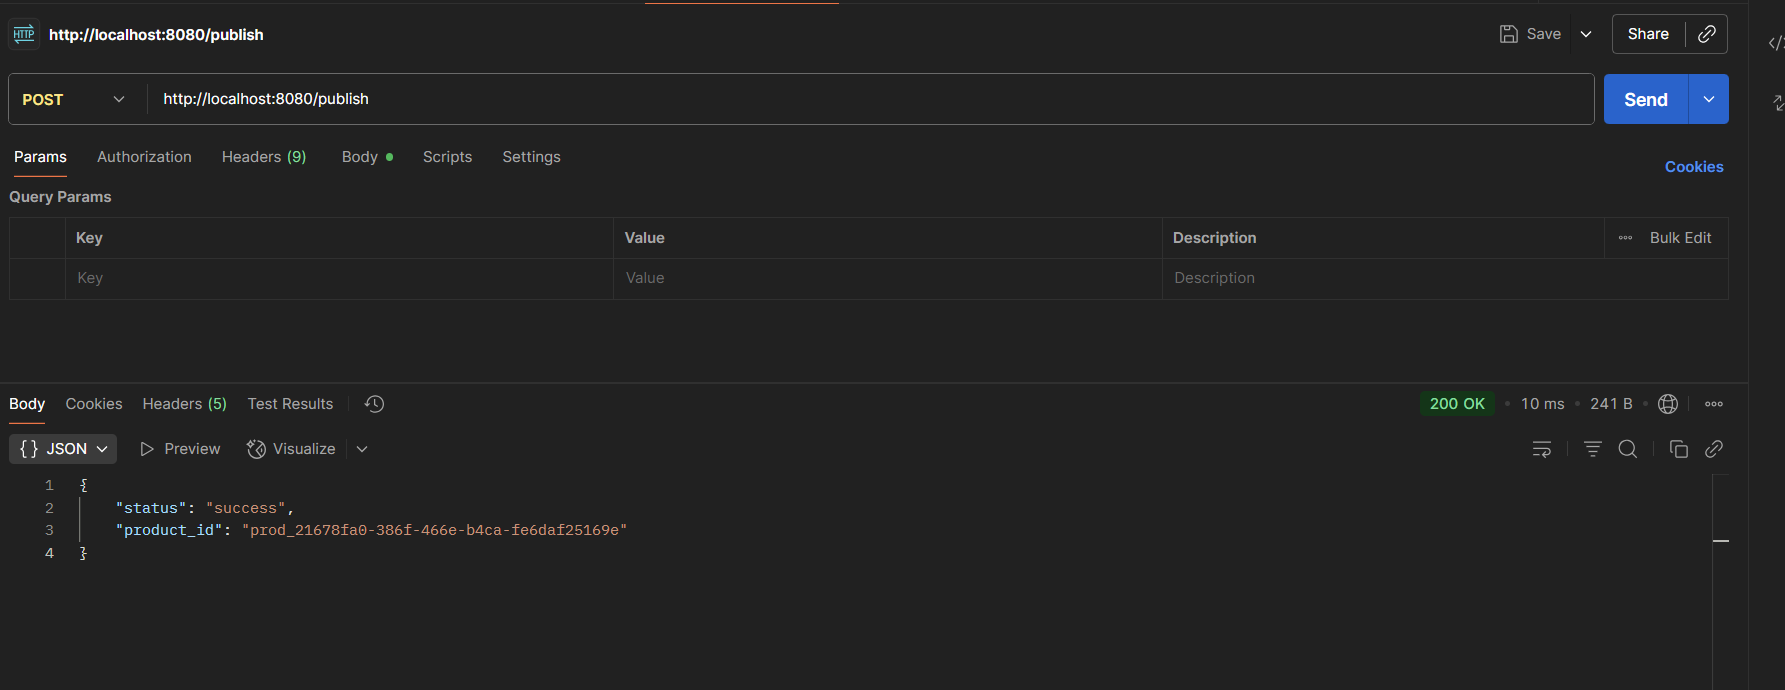 HTTP http://localhost:8080/publish Save Share
POST http://localhost:8080/publish Send
Params Authorization Headers (9) Body Scripts Settings Cookies
Query Params
Key Value Description Bulk Edit
Key Value Description
Body Cookies Headers (5) Test Results 200 OK 10 ms 241 B
{} JSON Preview Visualize
1 {
2 "status": "success",
3 "product_id": "prod_21678fa0-386f-466e-b4ca-fe6daf25169e"
4 }